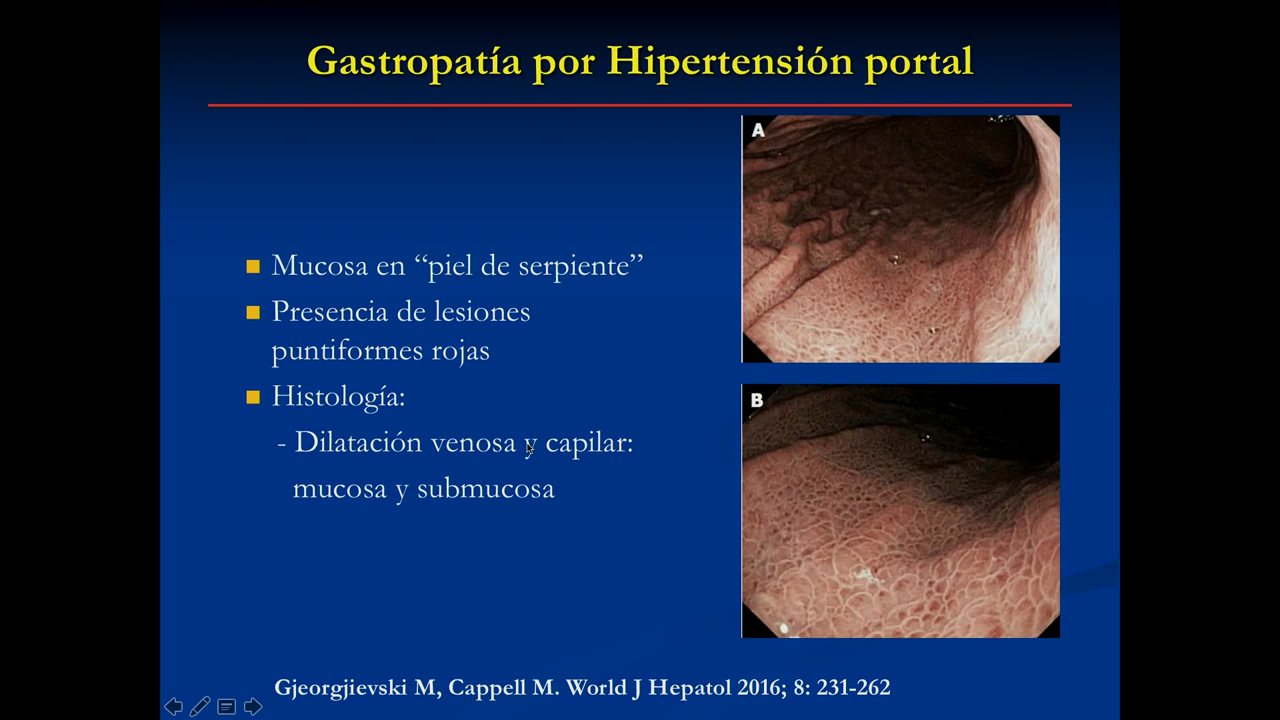 Gastropatía por Hipertensión portal
A
Mucosa en “piel de serpiente”
Presencia de lesiones
puntiformes rojas
Histología:
- Dilatación venosa y capilar:
mucosa y submucosa
B
Gjeorgjievski M, Cappell M. World J Hepatol 2016; 8: 231-262